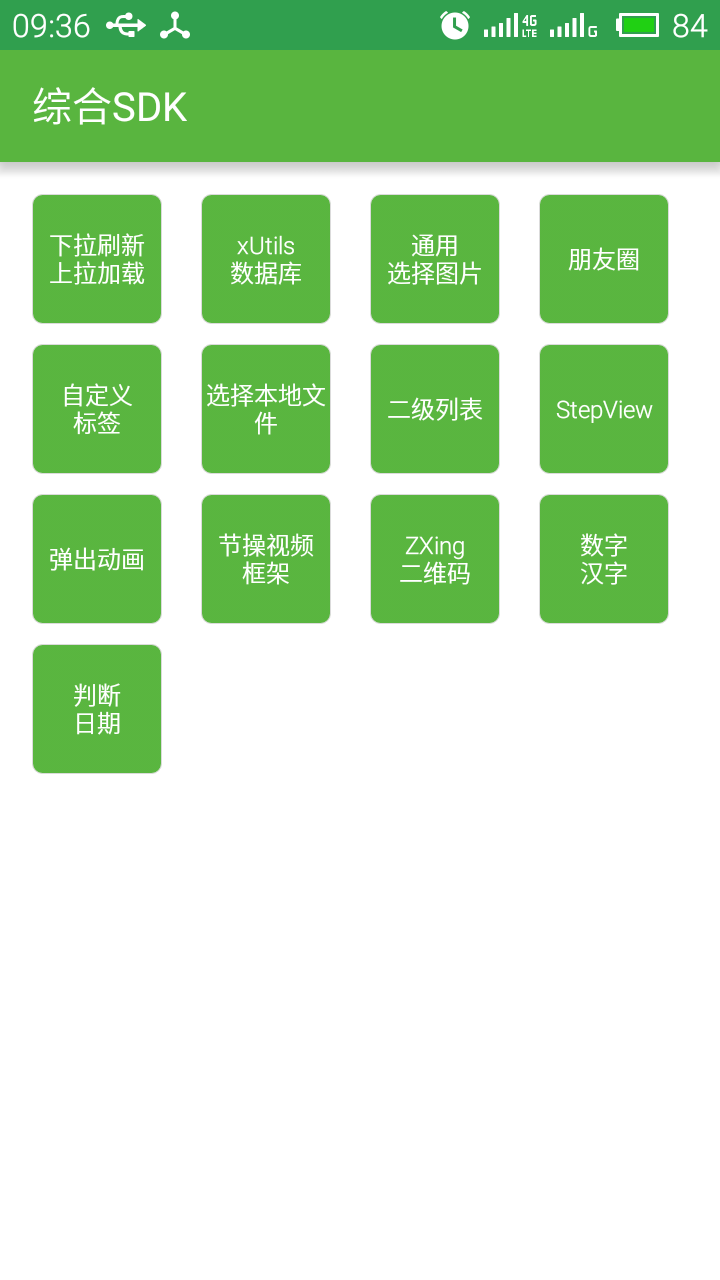 09:36 4G LTE G 84
综合SDK
下拉刷新
上拉加载
xUtils
数据库
通用
选择图片
朋友圈
自定义
标签
选择本地文
件
二级列表
StepView
弹出动画
节操视频
框架
ZXing
二维码
数字
汉字
判断
日期